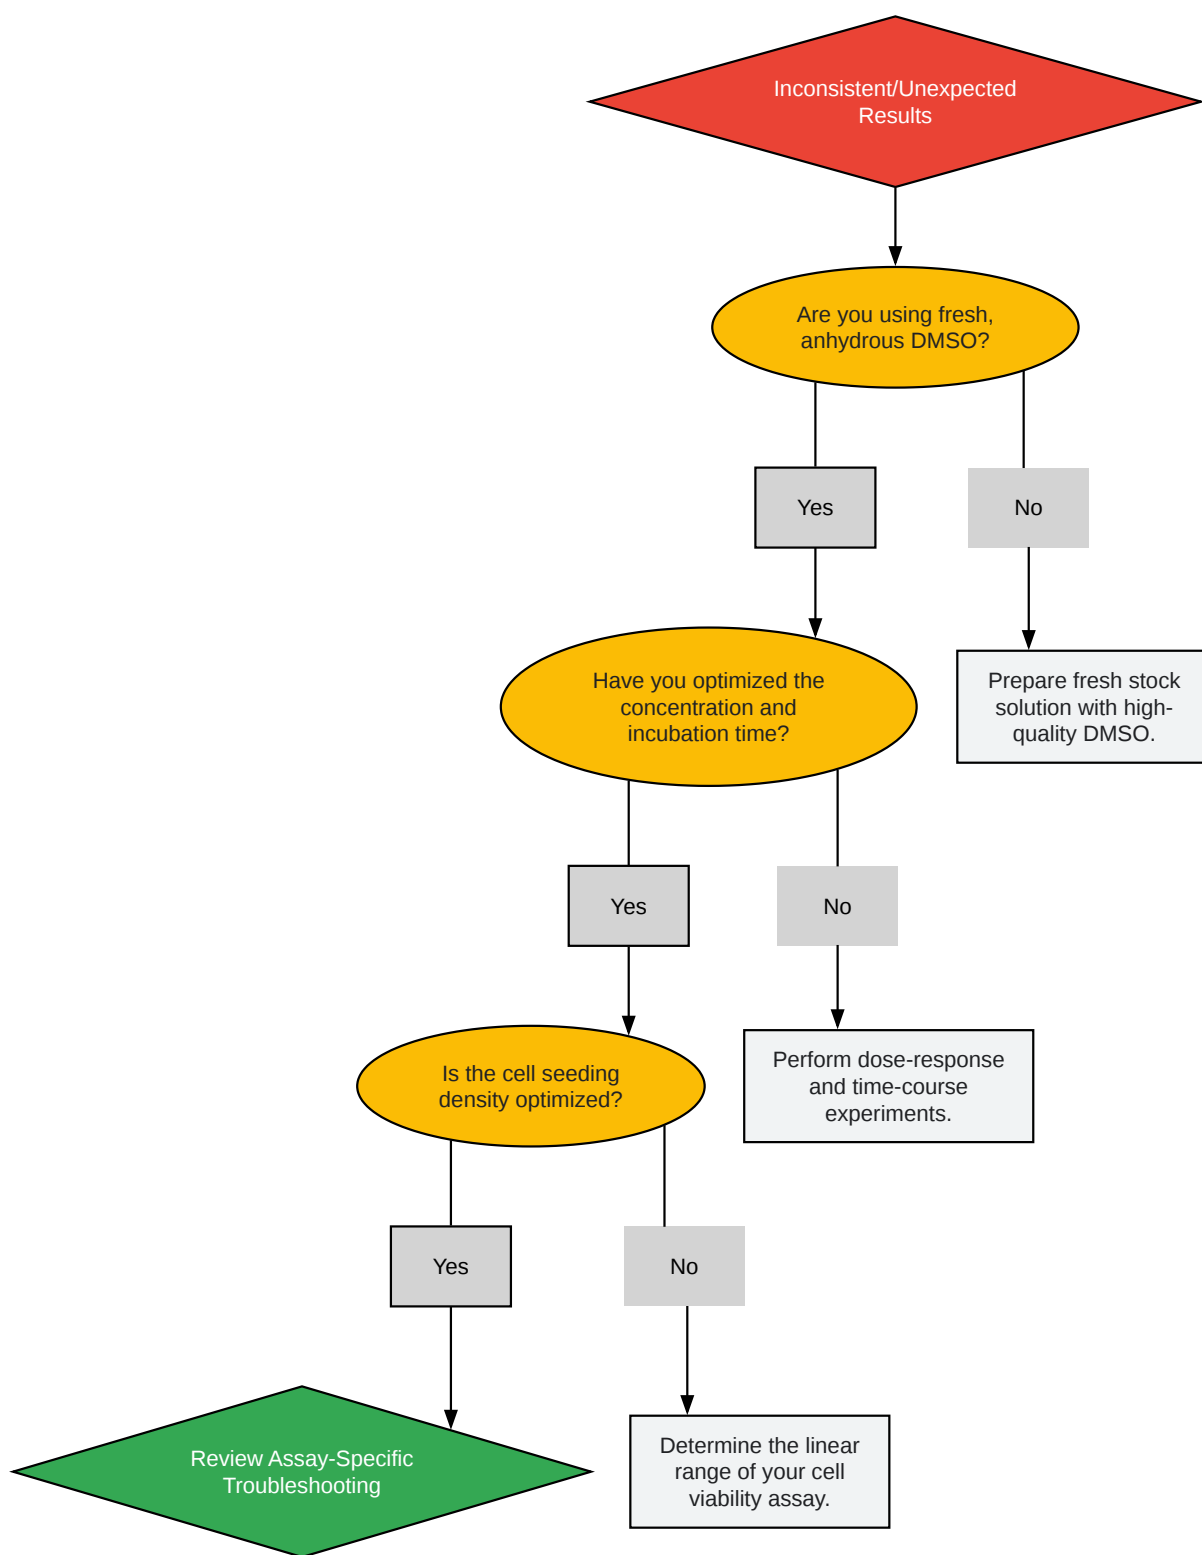 Inconsistent/Unexpected
Results
Are you using fresh,
anhydrous DMSO?
Yes
No
Have you optimized the
concentration and
incubation time?
Prepare fresh stock
solution with high-
quality DMSO.
Yes
No
Is the cell seeding
density optimized?
Perform dose-response
and time-course
experiments.
Yes
No
Review Assay-Specific
Troubleshooting
Determine the linear
range of your cell
viability assay.